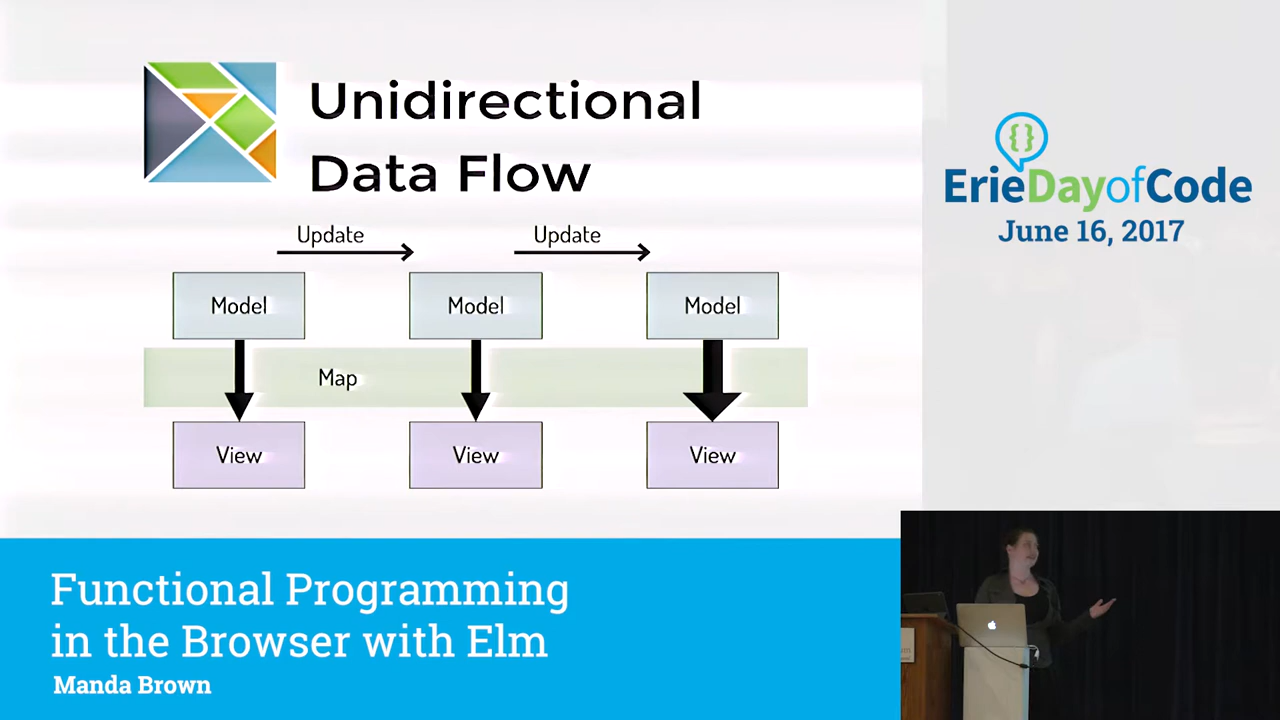 Unidirectional
Data Flow
Update Update
Model Model Model
Map
View View View
ErieDayofCode
June 16, 2017
Functional Programming
in the Browser with Elm
Manda Brown